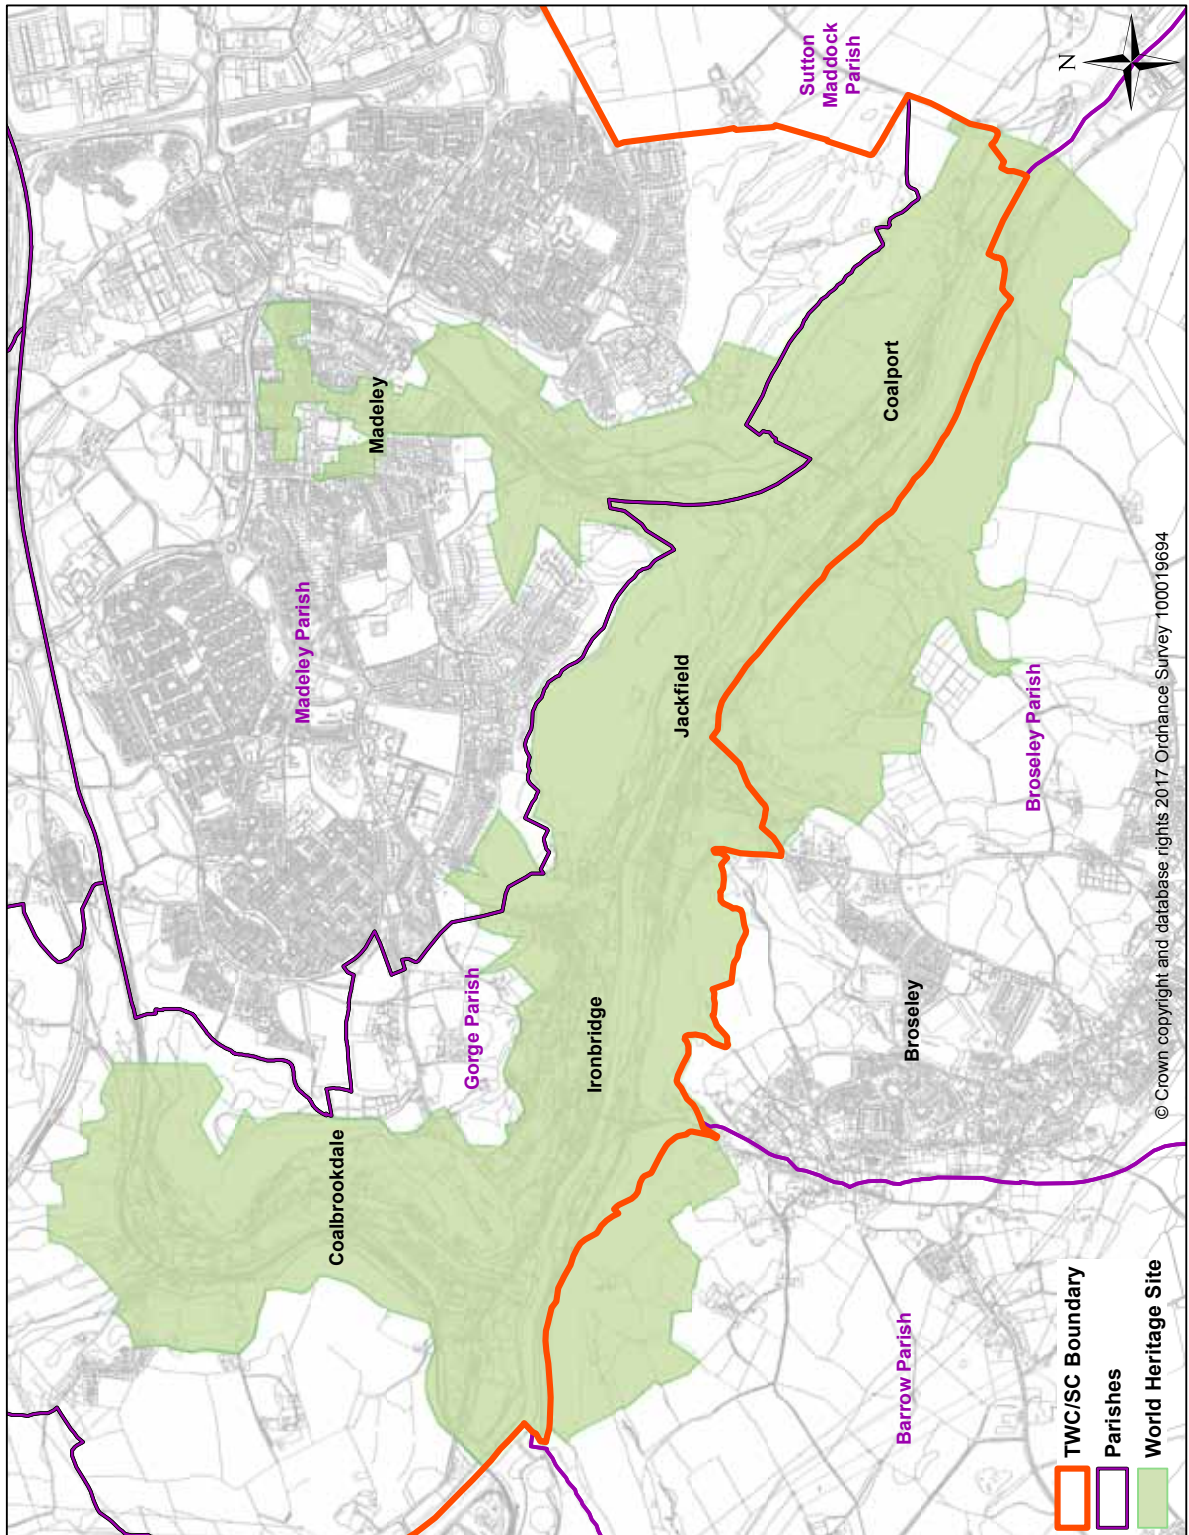 Sutton
Maddock
Parish
N
Madeley
Madeley Parish
Coalport
Jackfield
Broseley Parish
Gorge Parish
Ironbridge
Broseley
Coalbrookdale
Barrow Parish
TWC/SC Boundary
Parishes
World Heritage Site
© Crown copyright and database rights 2017 Ordnance Survey 100019694